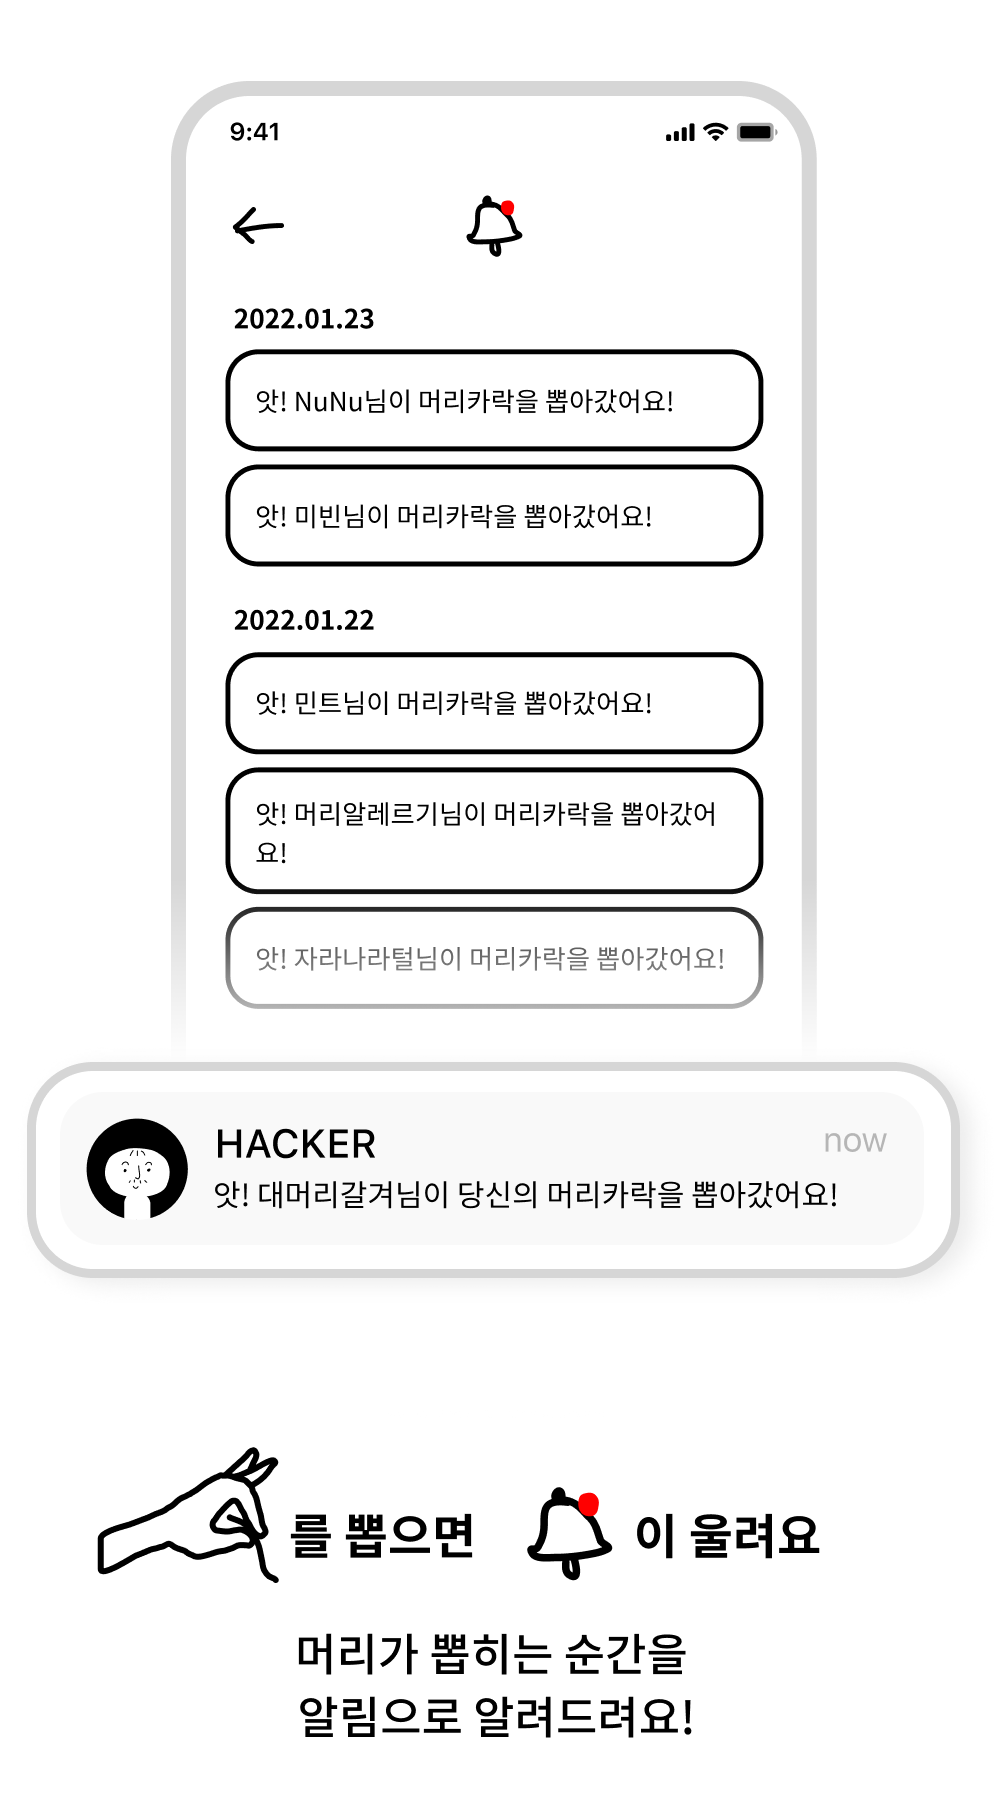 9:41
2022.01.23
앗! NuNu님이 머리카락을 뽑아갔어요!
앗! 미빈님이 머리카락을 뽑아갔어요!
2022.01.22
앗! 민트님이 머리카락을 뽑아갔어요!
앗! 머리알레르기님이 머리카락을 뽑아갔어
요!
앗! 자라나라털님이 머리카락을 뽑아갔어요!
HACKER
now
앗! 대머리갈겨님이 당신의 머리카락을 뽑아갔어요!
를 뽑으면 이 울려요
머리가 뽑히는 순간을
알림으로 알려드려요!